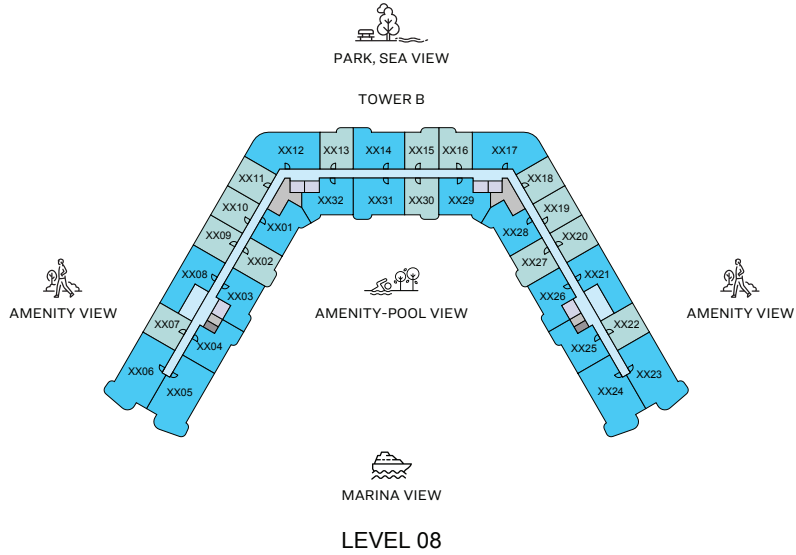 PARK, SEA VIEW
TOWER B
XX12
XX13
XX14
XX15
XX16
XX17
XX11
XX18
XX10
XX32
XX31
XX30
XX29
XX19
XX09
XX01
XX28
XX20
XX02
XX27
XX08
XX21
XX03
XX26
AMENITY VIEW
AMENITY-POOL VIEW
AMENITY VIEW
XX07
XX22
XX04
XX25
XX06
XX23
XX05
XX24
MARINA VIEW
LEVEL 08